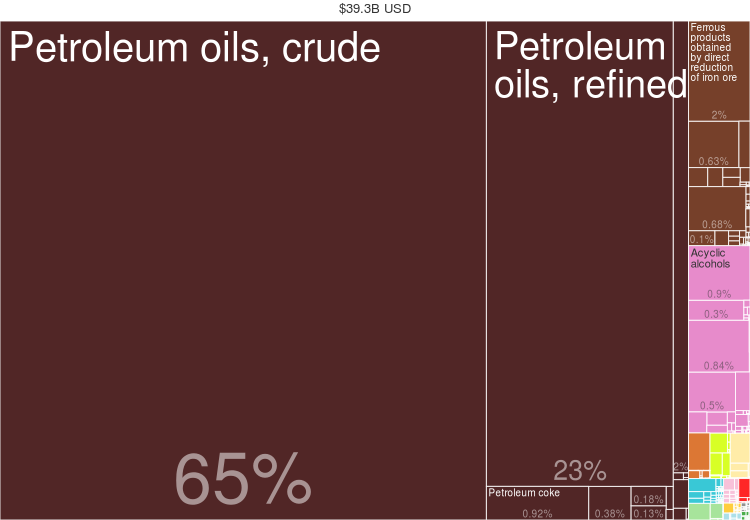 $39.3B USD
Petroleum oils, crude
65%
Petroleum
oils, refined
23%
2%
Petroleum coke
0.92%
0.38%
0.18%
0.13%
Ferrous
products
obtained
by direct
reduction
of iron ore
2%
0.63%
0.68%
0.1%
Acyclic
alcohols
0.9%
0.3%
0.84%
0.5%